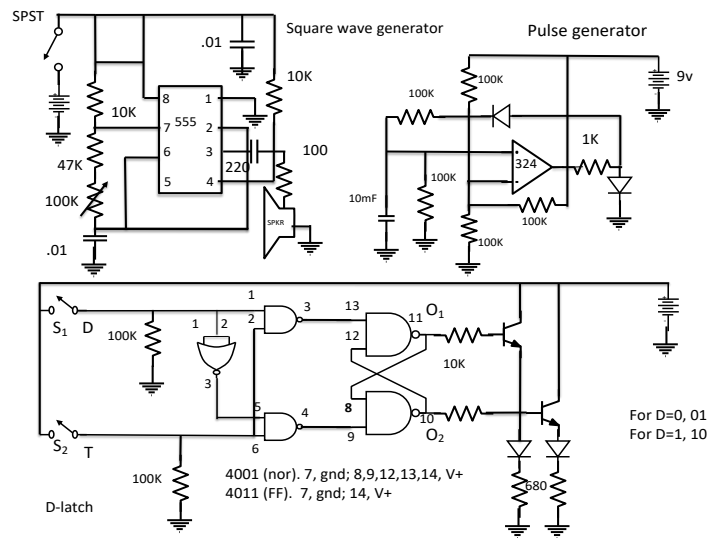 SPST
Square wave generator
.01
10K
8
1
555
10K
7
2
47K
6
3
220
100
5
4
100K
SPKR
.01
Pulse generator
100K
100K
9v
1K
324
100K
10mF
100K
100K
1
3
13
11
O1
S1
D
1
2
2
12
100K
10K
3
5
4
8
10
6
9
O2
S2
T
100K
680
For D=0, 01
For D=1, 10
4001 (nor). 7, gnd; 8,9,12,13,14, V+
4011 (FF). 7, gnd; 14, V+
D-latch